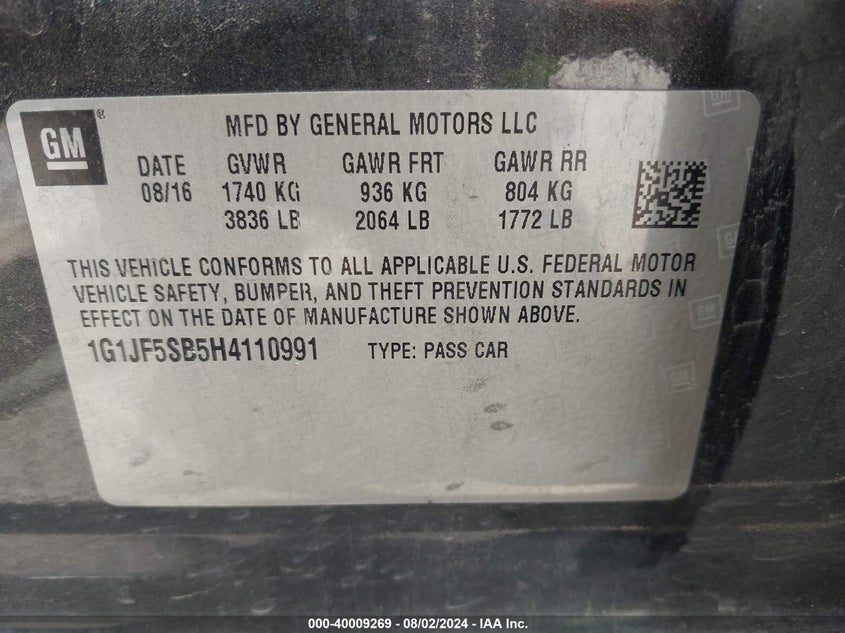 GM®
MFD BY GENERAL MOTORS LLC
DATE GVWR GAWR FRT GAWR RR
08/16 1740 KG 936 KG 804 KG
3836 LB 2064 LB 1772 LB
THIS VEHICLE CONFORMS TO ALL APPLICABLE U.S. FEDERAL MOTOR
VEHICLE SAFETY, BUMPER, AND THEFT PREVENTION STANDARDS IN
EFFECT ON THE DATE OF MANUFACTURE SHOWN ABOVE.
1G1JF5SB5H4110991 TYPE: PASS CAR
000-40009269 - 08/02/2024 - IAA Inc.